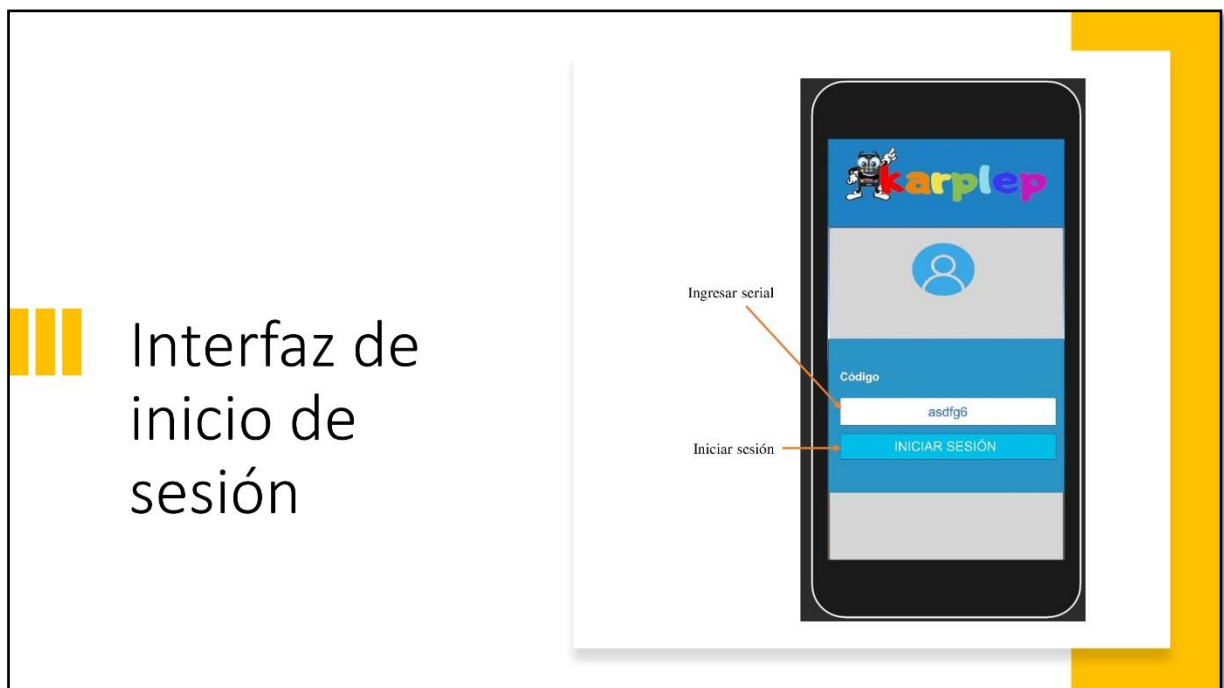 Interfaz de
inicio de
sesión
karplep
Ingresar serial
Código
asdfg6
Iniciar sesión
INICIAR SESIÓN